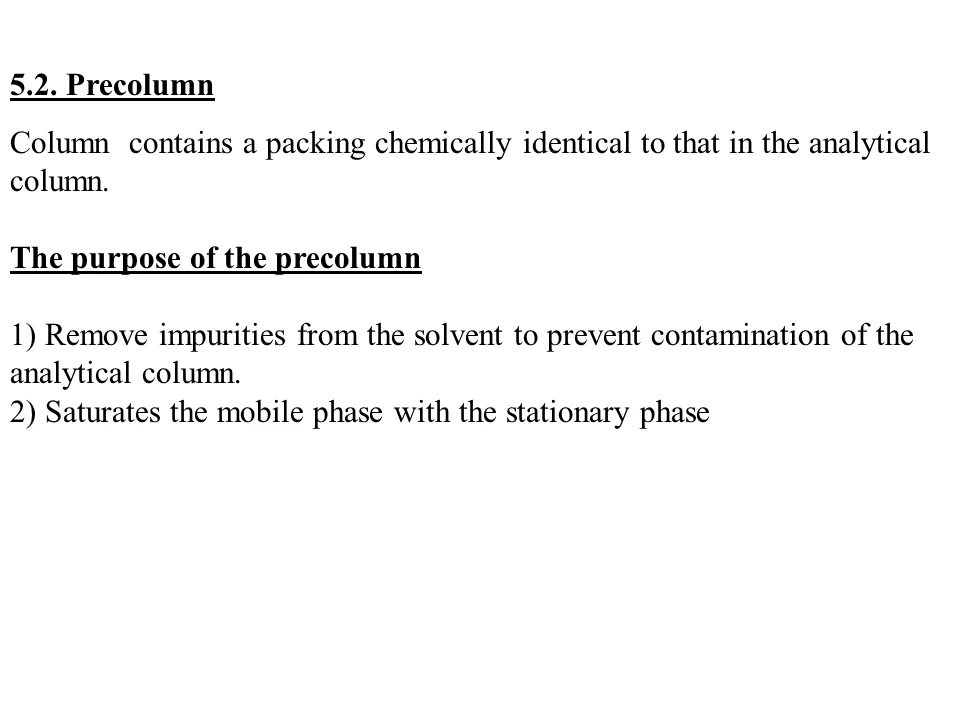 5.2. Precolumn
Column  contains a packing chemically identical to that in the analytical
column.
The purpose of the precolumn
1) Remove impurities from the solvent to prevent contamination of the
analytical column.
2) Saturates the mobile phase with the stationary phase